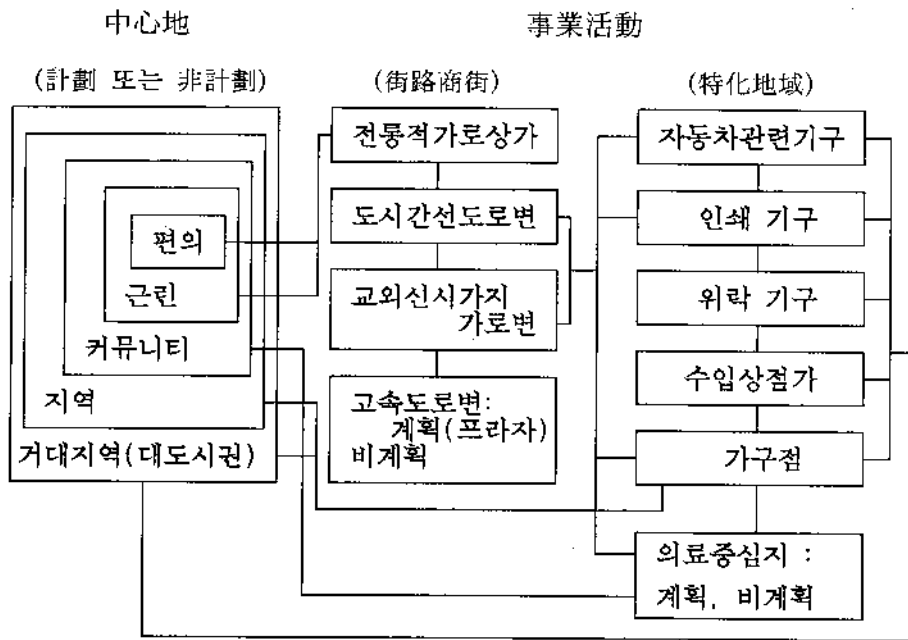 中心地
事業活動
(計劃 또는 非計劃)
(街路商街)
(特化地域)
편의
근린
커뮤니티
지역
거대지역(대도시권)
전통적가로상가
도시간선도로변
교외신시가지
가로변
고속도로변:
계획(프라자)
비계획
자동차관련기구
인쇄 기구
위락 기구
수입상점가
가구점
의료중심지 :
계획, 비계획